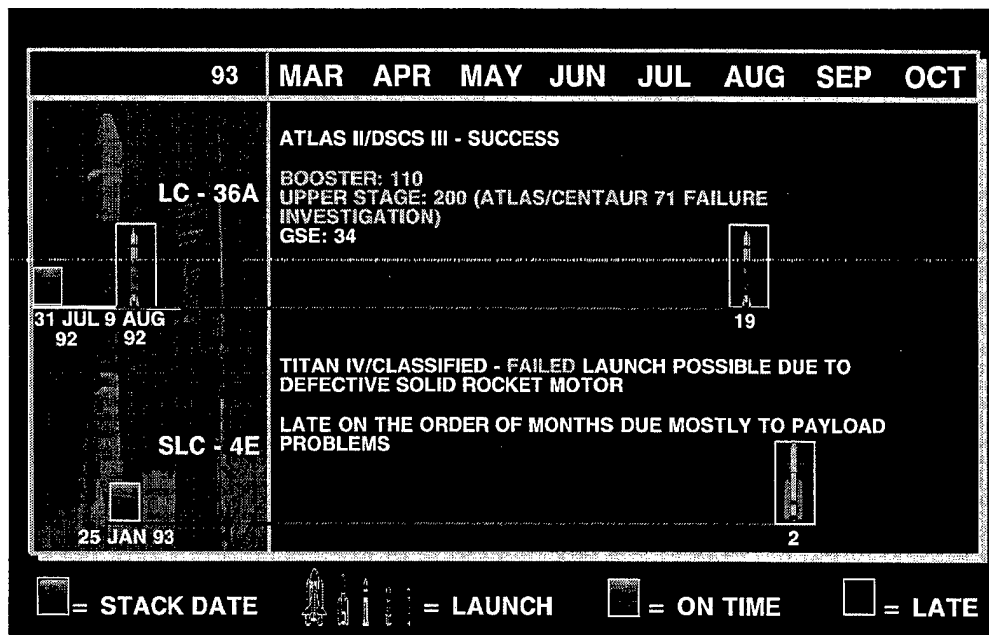 93 MAR APR MAY JUN JUL AUG SEP OCT
LC - 36A
ATLAS II/DSCS III - SUCCESS
BOOSTER: 110
UPPER STAGE: 200 (ATLAS/CENTAUR 71 FAILURE
INVESTIGATION)
GSE: 34
31 JUL 9 AUG
92 92
19
SLC - 4E
TITAN IV/CLASSIFIED - FAILED LAUNCH POSSIBLE DUE TO
DEFECTIVE SOLID ROCKET MOTOR
LATE ON THE ORDER OF MONTHS DUE MOSTLY TO PAYLOAD
PROBLEMS
25 JAN 93
2
= STACK DATE = LAUNCH = ON TIME = LATE